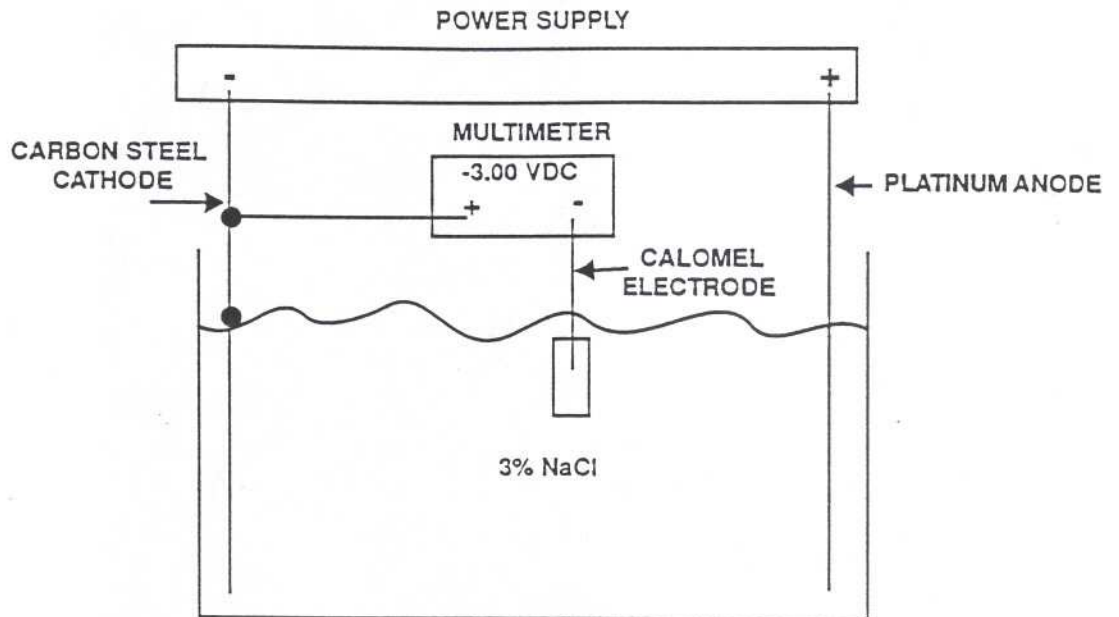 POWER SUPPLY
- +
MULTIMETER
-3.00 VDC
+ -
CARBON STEEL
CATHODE
PLATINUM ANODE
CALOMEL
ELECTRODE
3% NaCl